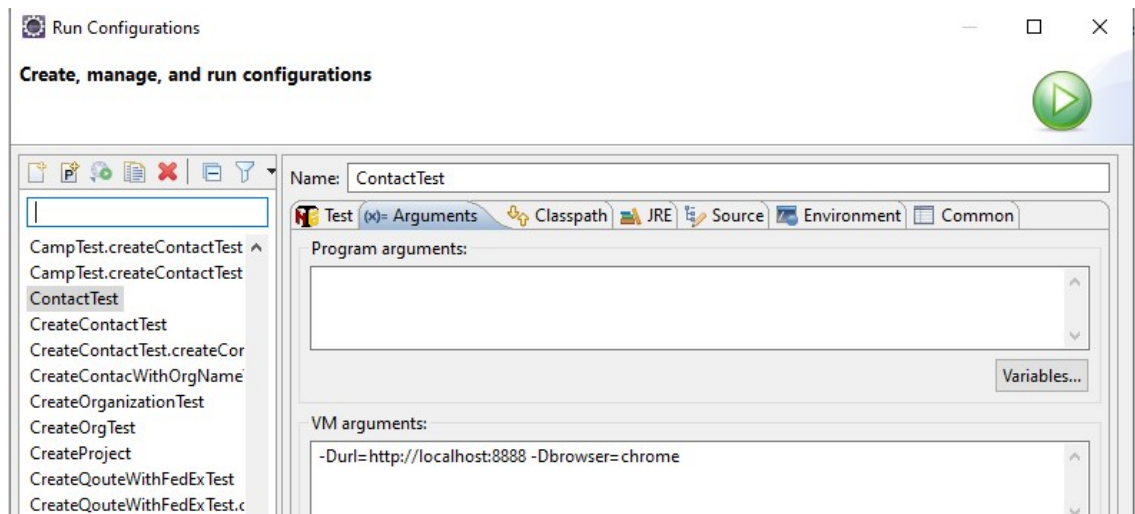 Run Configurations
Create, manage, and run configurations
Name: ContactTest
Test (x)= Arguments Classpath JRE Source Environment Common
CampTest.createContactTest
CampTest.createContactTest
ContactTest
CreateContactTest
CreateContactTest.createCor
CreateContacWithOrgName
CreateOrganizationTest
CreateOrgTest
CreateProject
CreateQouteWithFedExTest
CreateQouteWithFedExTest.c
Program arguments:
Variables...
VM arguments:
-Durl=http://localhost:8888 -Dbrowser=chrome